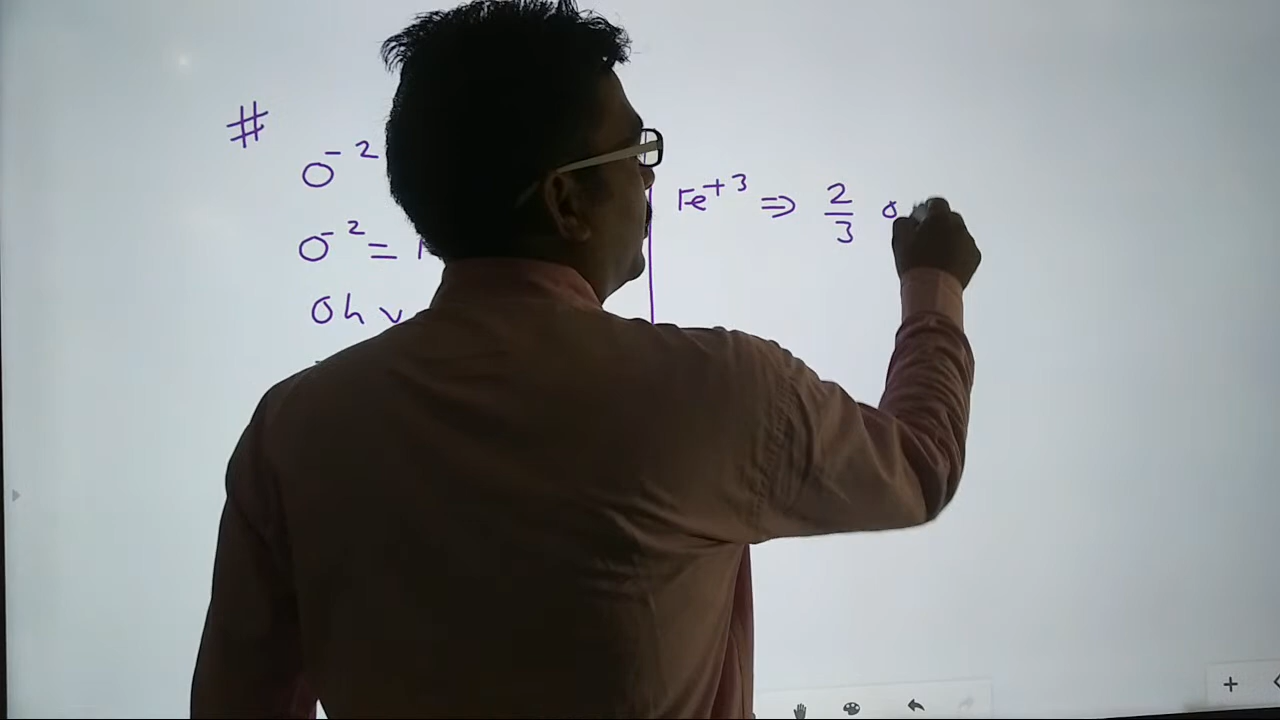 #
O⁻²
O⁻² =
Oh v
Fe⁺³ ⇒ 2/3 o